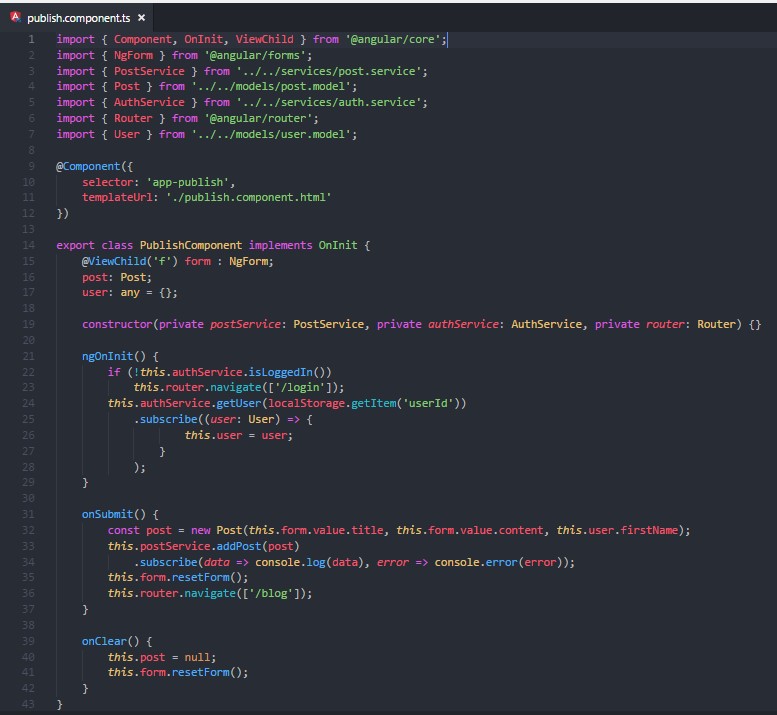 publish.component.ts ×
1 import { Component, OnInit, ViewChild } from '@angular/core';
2 import { NgForm } from '@angular/forms';
3 import { PostService } from '../../services/post.service';
4 import { Post } from '../../models/post.model';
5 import { AuthService } from '../../services/auth.service';
6 import { Router } from '@angular/router';
7 import { User } from '../../models/user.model';
8
9 @Component({
10     selector: 'app-publish',
11     templateUrl: './publish.component.html'
12 })
13
14 export class PublishComponent implements OnInit {
15     @ViewChild('f') form : NgForm;
16     post: Post;
17     user: any = {};
18
19     constructor(private postService: PostService, private authService: AuthService, private router: Router) {}
20
21     ngOnInit() {
22         if (!this.authService.isLoggedIn())
23             this.router.navigate(['/login']);
24         this.authService.getUser(localStorage.getItem('userId'))
25             .subscribe((user: User) => {
26                     this.user = user;
27                 }
28             );
29     }
30
31     onSubmit() {
32         const post = new Post(this.form.value.title, this.form.value.content, this.user.firstName);
33         this.postService.addPost(post)
34             .subscribe(data => console.log(data), error => console.error(error));
35         this.form.resetForm();
36         this.router.navigate(['/blog']);
37     }
38
39     onClear() {
40         this.post = null;
41         this.form.resetForm();
42     }
43 }